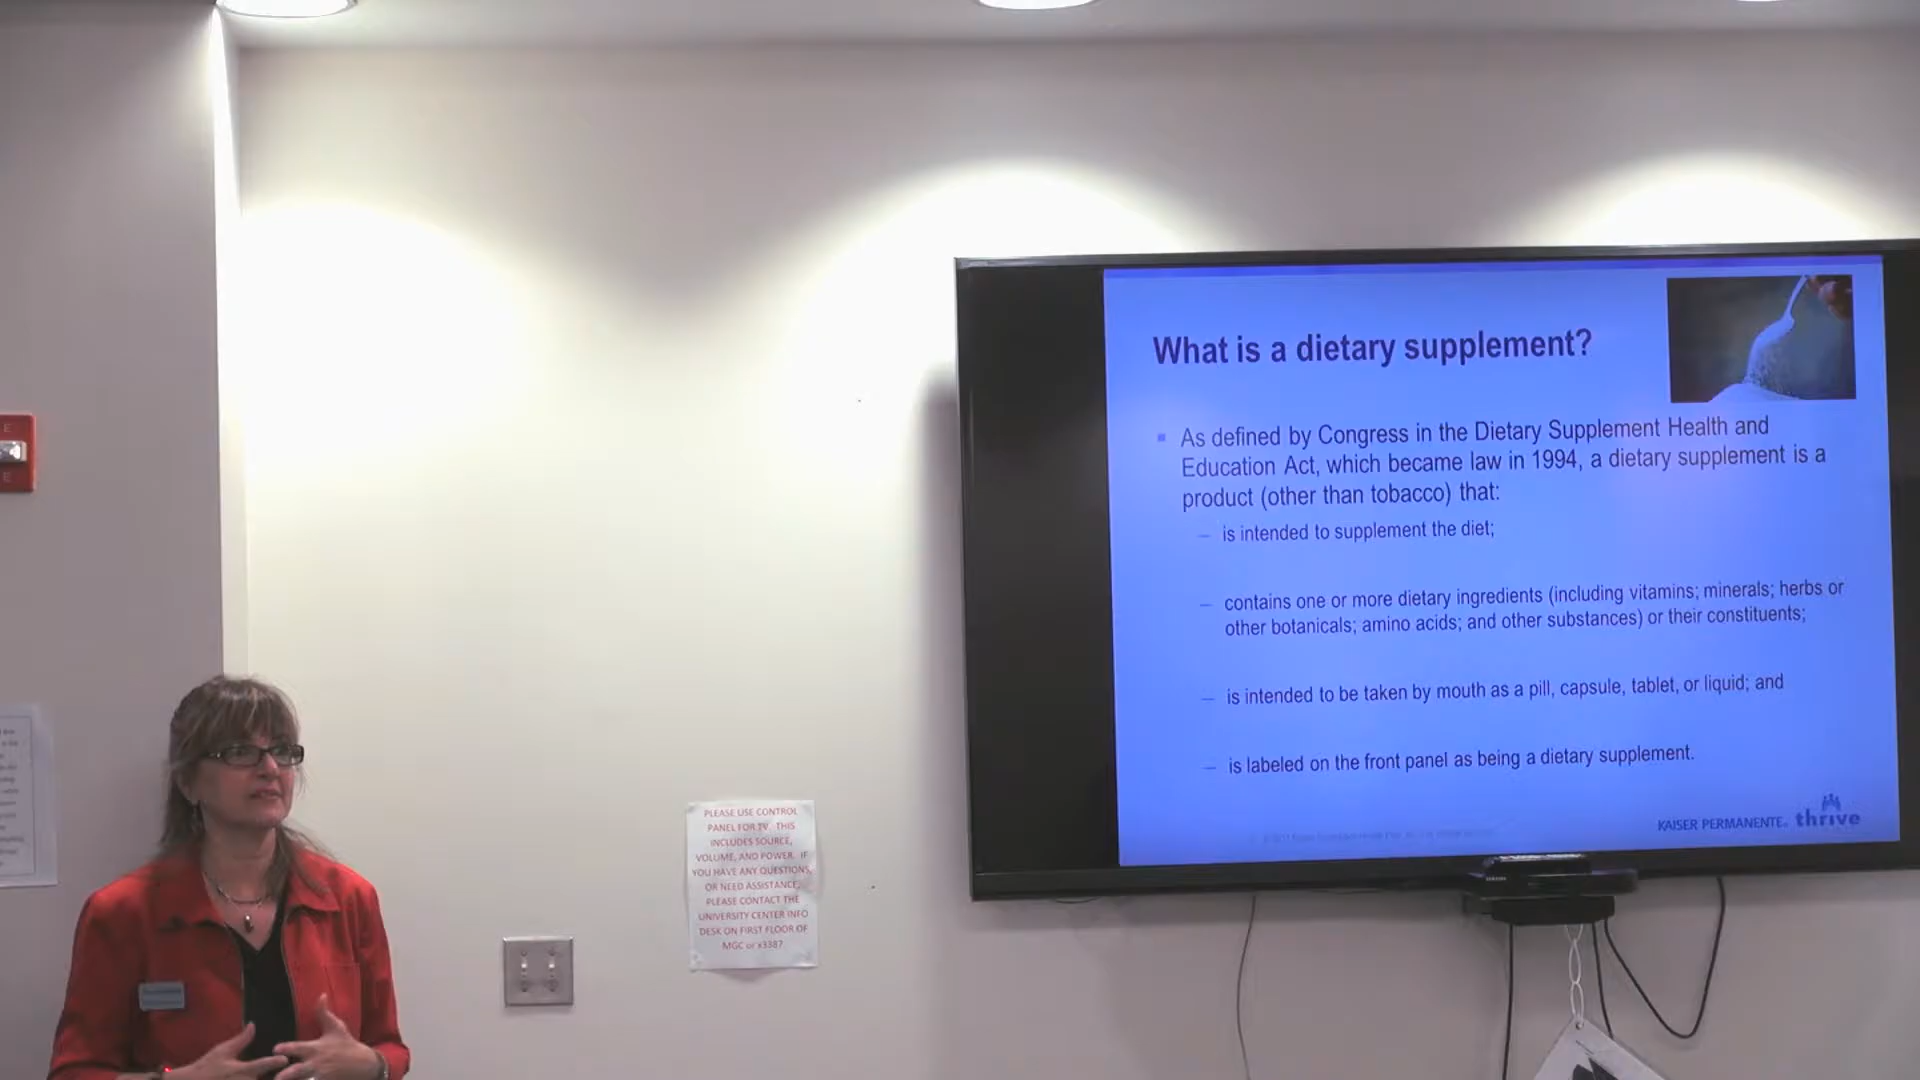 What is a dietary supplement?
As defined by Congress in the Dietary Supplement Health and
Education Act, which became law in 1994, a dietary supplement is a
product (other than tobacco) that:
– is intended to supplement the diet;
– contains one or more dietary ingredients (including vitamins; minerals; herbs or
other botanicals; amino acids; and other substances) or their constituents;
– is intended to be taken by mouth as a pill, capsule, tablet, or liquid; and
– is labeled on the front panel as being a dietary supplement.
KAISER PERMANENTE. thrive
PLEASE USE CONTROL
PANEL FOR TV. THIS
INCLUDES SOURCE,
VOLUME, AND POWER. IF
YOU HAVE ANY QUESTIONS,
OR NEED ASSISTANCE,
PLEASE CONTACT THE
UNIVERSITY CENTER INFO
DESK ON FIRST FLOOR OF
MGC or x3387